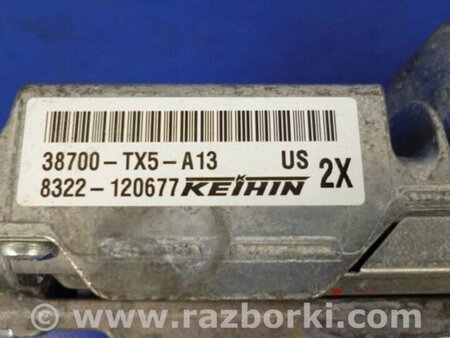 38700-TX5-A13 US
8322-120677 KEIHIN 2X
www.razborki.com